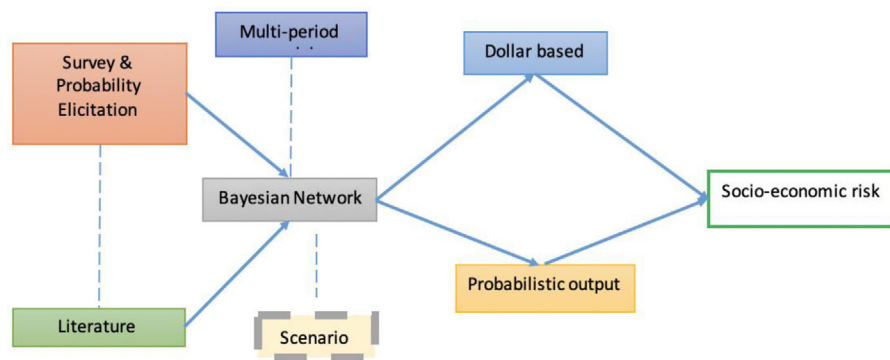 Multi-period
Survey &
Probability
Elicitation
Dollar based
Bayesian Network
Socio-economic risk
Probabilistic output
Literature
Scenario